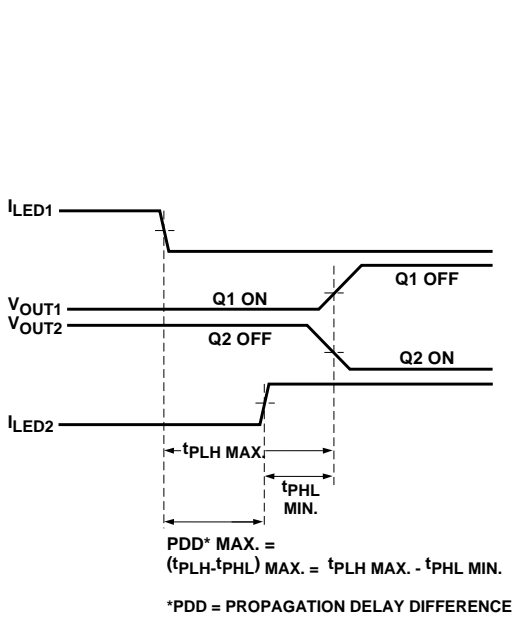 ILED1
Q1 OFF
VOUT1
Q1 ON
VOUT2
Q2 OFF
Q2 ON
ILED2
tPLH MAX.
tPHL
MIN.
PDD* MAX. =
(tPLH-tPHL) MAX. = tPLH MAX. - tPHL MIN.
*PDD = PROPAGATION DELAY DIFFERENCE